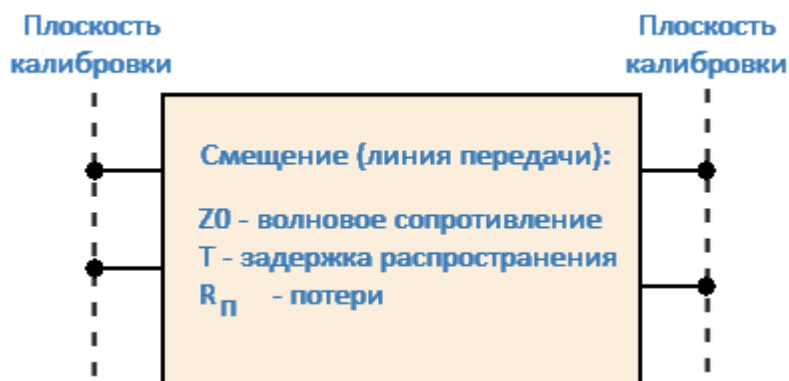 Плоскость
калибровки
Плоскость
калибровки
Смещение (линия передачи):
Z0 - волновое сопротивление
T - задержка распространения
RП - потери